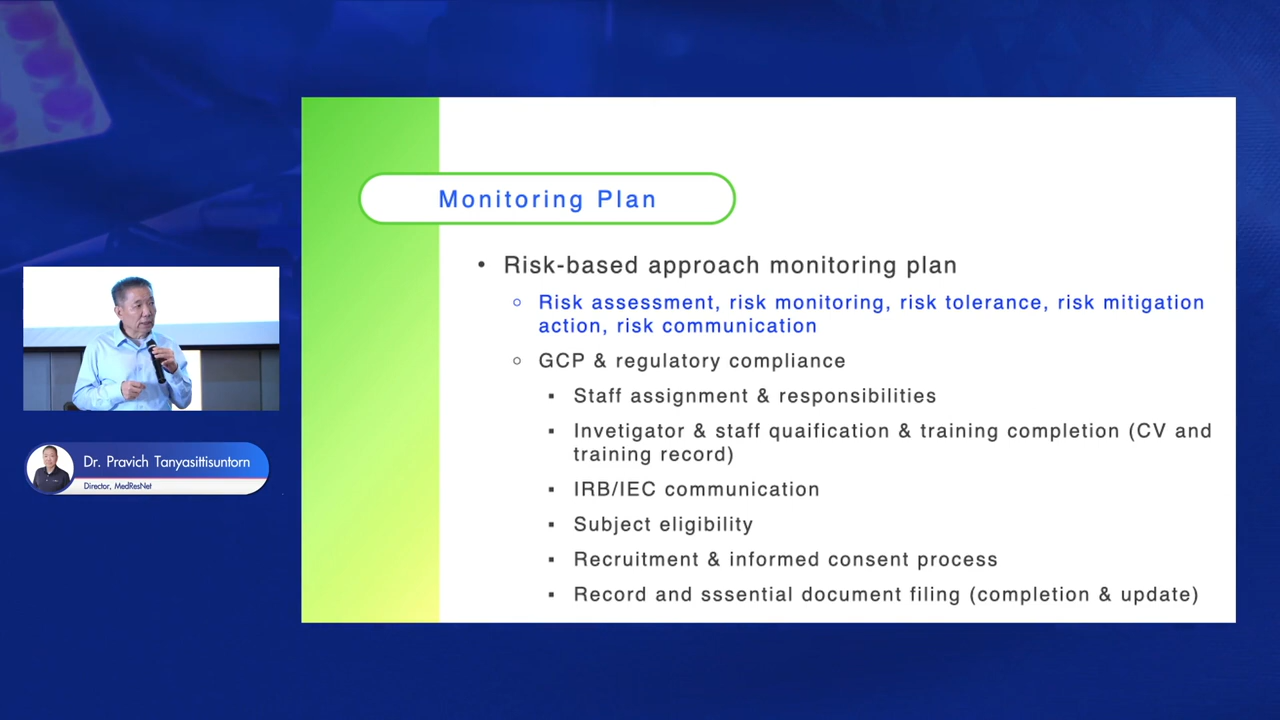 Monitoring Plan
• Risk-based approach monitoring plan
○ Risk assessment, risk monitoring, risk tolerance, risk mitigation
action, risk communication
○ GCP & regulatory compliance
▪ Staff assignment & responsibilities
▪ Invetigator & staff quaification & training completion (CV and
training record)
▪ IRB/IEC communication
▪ Subject eligibility
▪ Recruitment & informed consent process
▪ Record and sssential document filing (completion & update)
Dr. Pravich Tanyasittisuntorn
Director, MedResNet